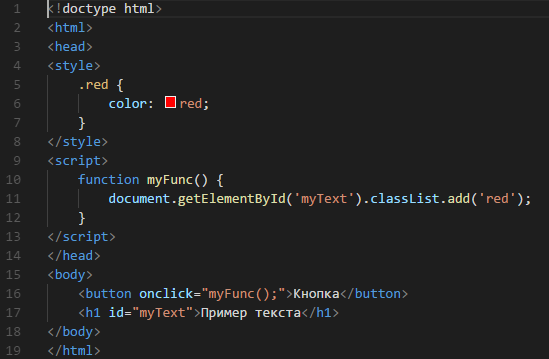 1 <!doctype html>
2 <html>
3 <head>
4 <style>
5     .red {
6         color: red;
7     }
8 </style>
9 <script>
10     function myFunc() {
11         document.getElementById('myText').classList.add('red');
12     }
13 </script>
14 </head>
15 <body>
16     <button onclick="myFunc();">Кнопка</button>
17     <h1 id="myText">Пример текста</h1>
18 </body>
19 </html>